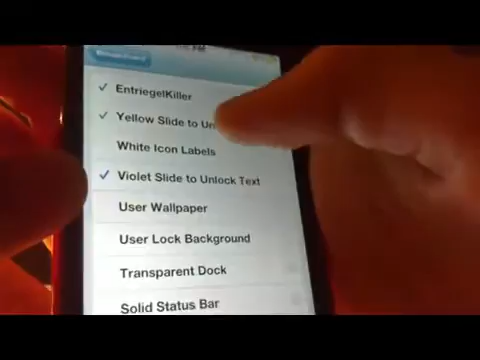 EntriegelKiller
Yellow Slide to
White Icon Labels
Violet Slide to Unlock Text
User Wallpaper
User Lock Background
Transparent Dock
Solid Status Bar